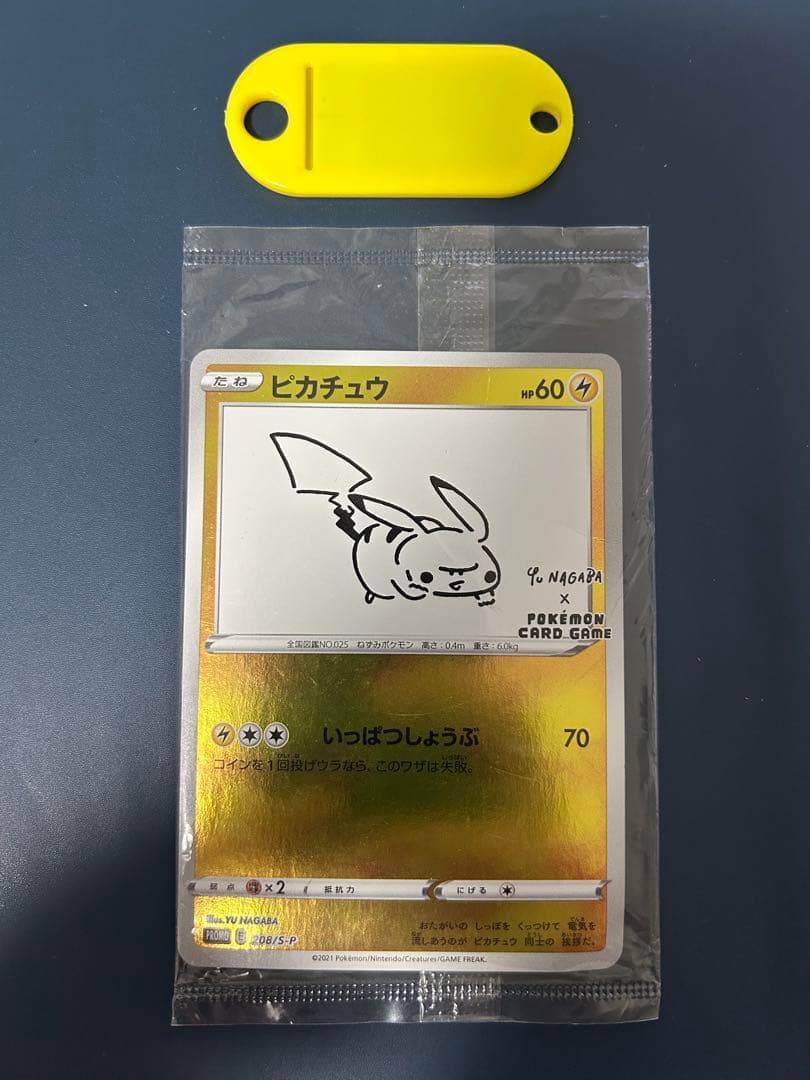 たね ピカチュウ HP60
Yu NAGABA
×
POKÉMON
CARD GAME
全国図鑑NO.025 ねずみポケモン 高さ:0.4m 重さ:6.0kg
いっぱつしょうぶ 70
コインを1回投げウラなら、このワザは失敗。
弱点 ×2 抵抗力 にげる
Illus.YU NAGABA
PROMO E 208/S-P
おたがいの しっぽを くっつけて 電気を
流しあうのが ピカチュウ 同士の 挨拶だ。
©2021 Pokémon/Nintendo/Creatures/GAME FREAK.